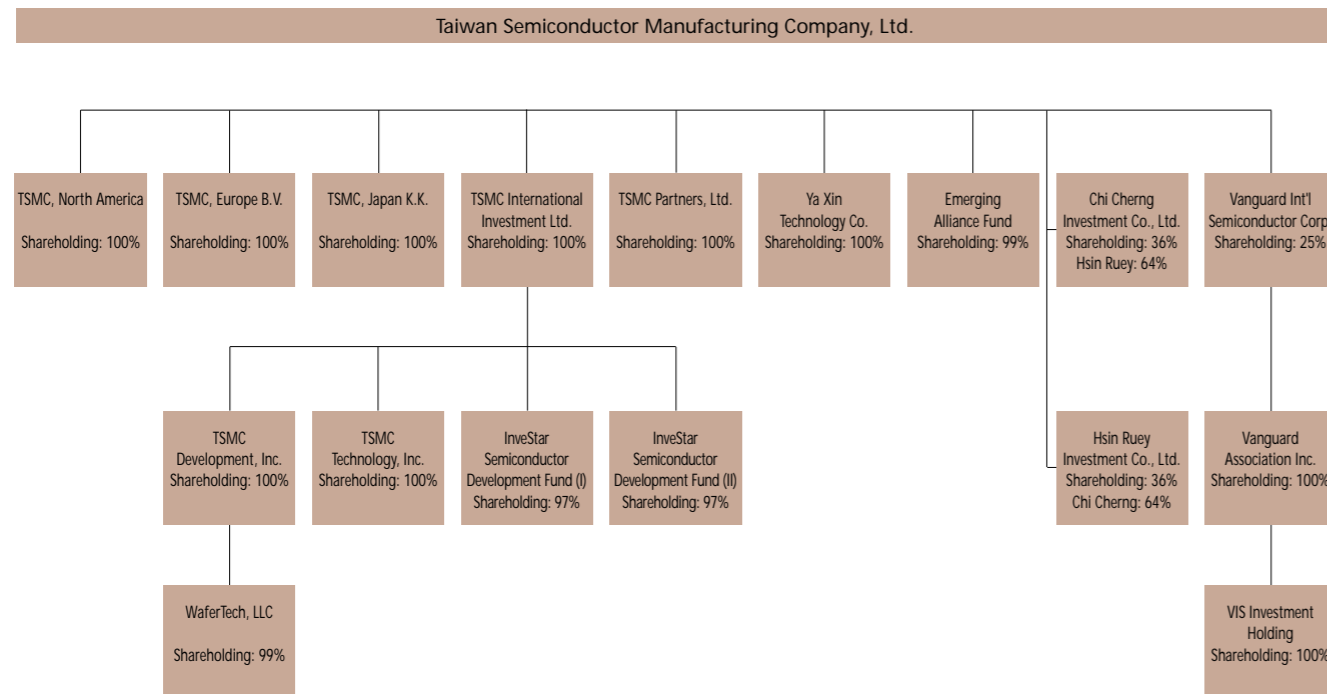 Taiwan Semiconductor Manufacturing Company, Ltd.
TSMC, North America
Shareholding: 100%
TSMC, Europe B.V.
Shareholding: 100%
TSMC, Japan K.K.
Shareholding: 100%
TSMC International
Investment Ltd.
Shareholding: 100%
TSMC Partners, Ltd.
Shareholding: 100%
Ya Xin
Technology Co.
Shareholding: 100%
Emerging
Alliance Fund
Shareholding: 99%
Chi Cherng
Investment Co., Ltd.
Shareholding: 36%
Hsin Ruey: 64%
Vanguard Int'l
Semiconductor Corp
Shareholding: 25%
TSMC
Development, Inc.
Shareholding: 100%
TSMC
Technology, Inc.
Shareholding: 100%
InveStar
Semiconductor
Development Fund (I)
Shareholding: 97%
InveStar
Semiconductor
Development Fund (II)
Shareholding: 97%
Hsin Ruey
Investment Co., Ltd.
Shareholding: 36%
Chi Cherng: 64%
Vanguard
Association Inc.
Shareholding: 100%
WaferTech, LLC
Shareholding: 99%
VIS Investment
Holding
Shareholding: 100%